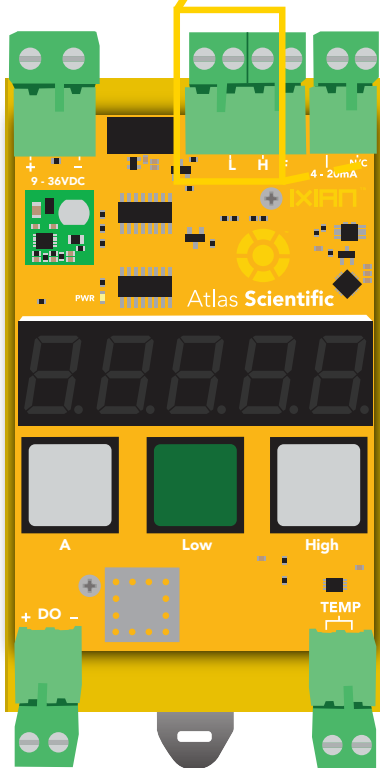 + −
L H F
I N/C
9 - 36VDC
4 - 20mA
IXIAN
PWR
Atlas Scientific
A Low High
+ DO −
TEMP